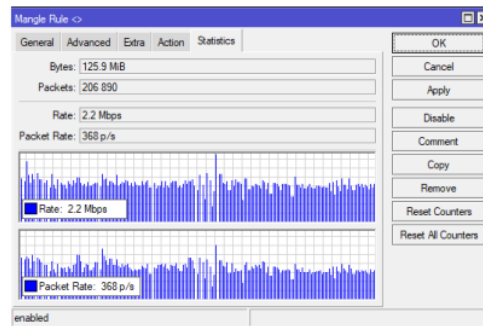 Mangle Rule <>
General Advanced Extra Action Statistics
Bytes: 125.9 MiB
Packets: 206 890
Rate: 2.2 Mbps
Packet Rate: 368 p/s
Rate: 2.2 Mbps
Packet Rate: 368 p/s
OK
Cancel
Apply
Disable
Comment
Copy
Remove
Reset Counters
Reset All Counters
enabled